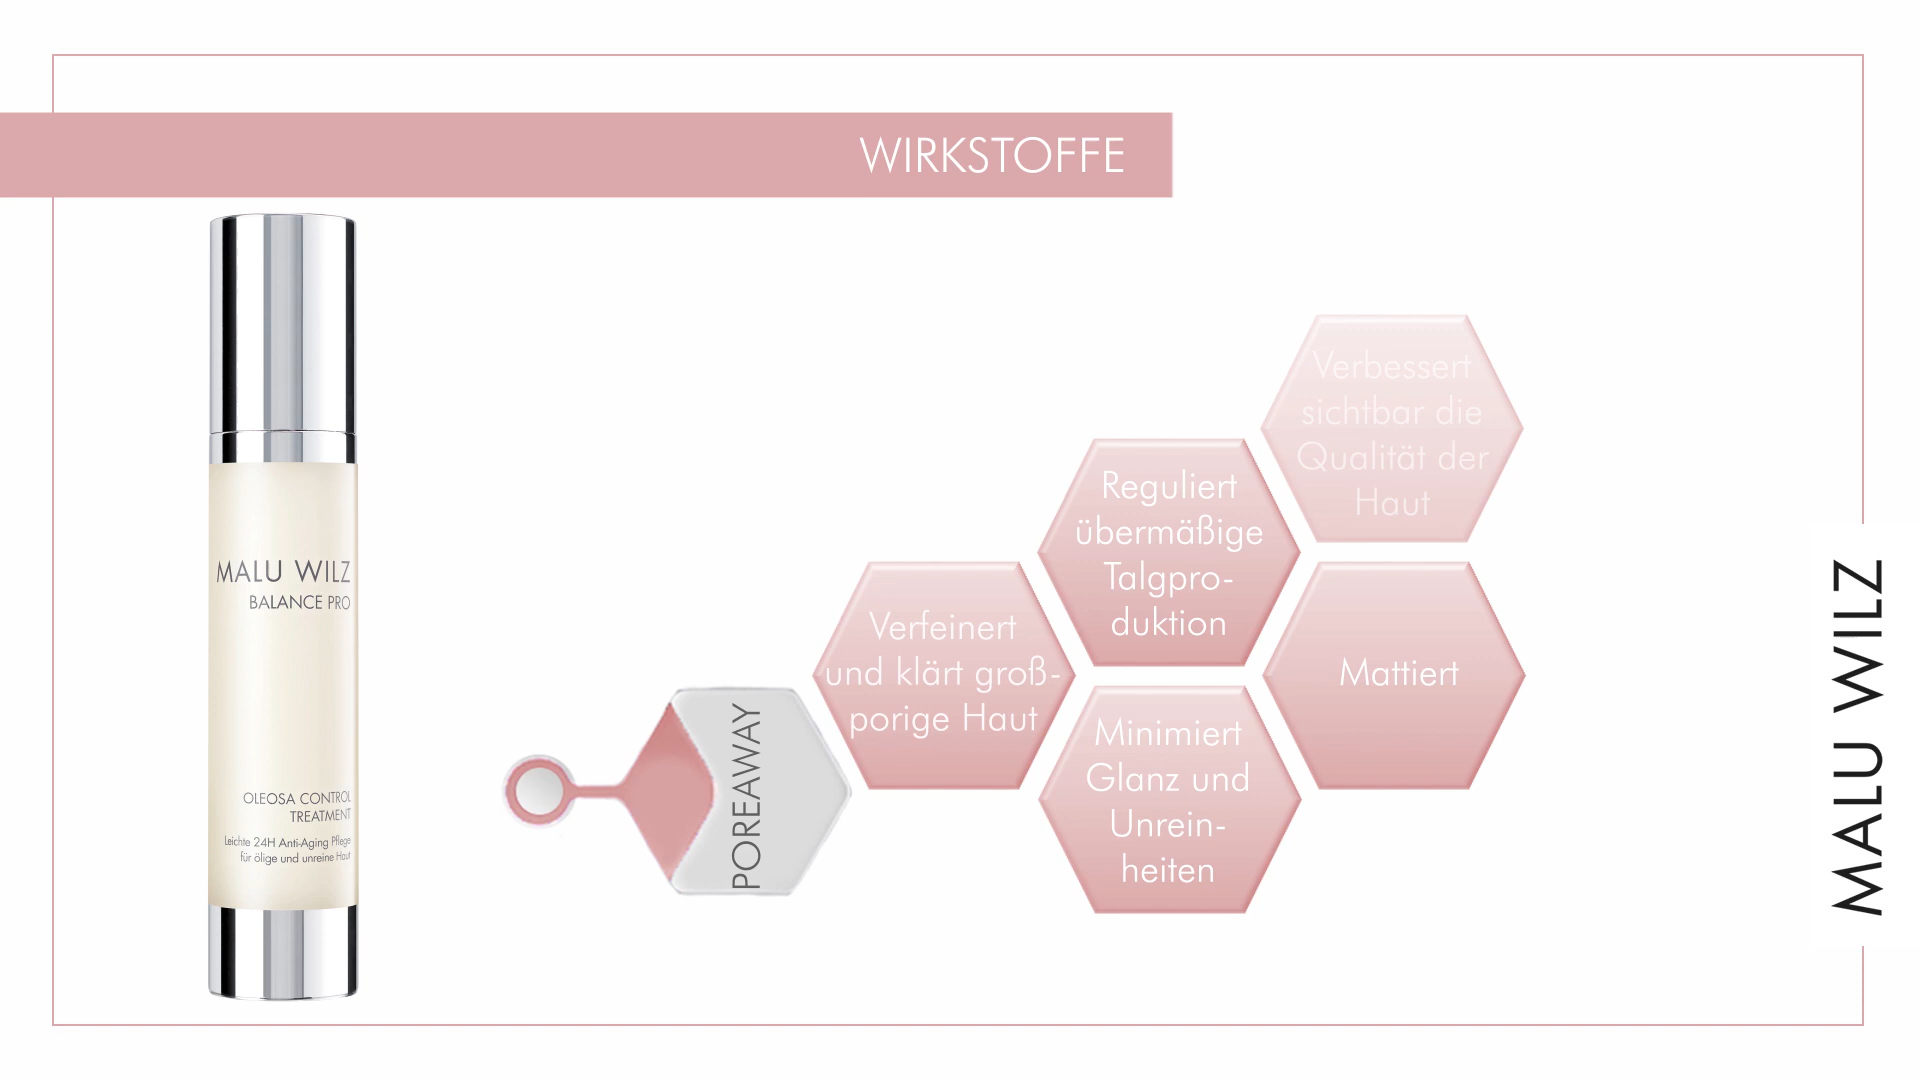 WIRKSTOFFE
MALU WILZ
BALANCE PRO
OLEOSA CONTROL
TREATMENT
Leichte 24H Anti-Aging Pflege
für ölige und unreine Haut
POREAWAY
Verfeinert
und klärt groß-
porige Haut
Reguliert
übermäßige
Talgpro-
duktion
Minimiert
Glanz und
Unrein-
heiten
Verbessert
sichtbar die
Qualität der
Haut
Mattiert
MALU WILZ